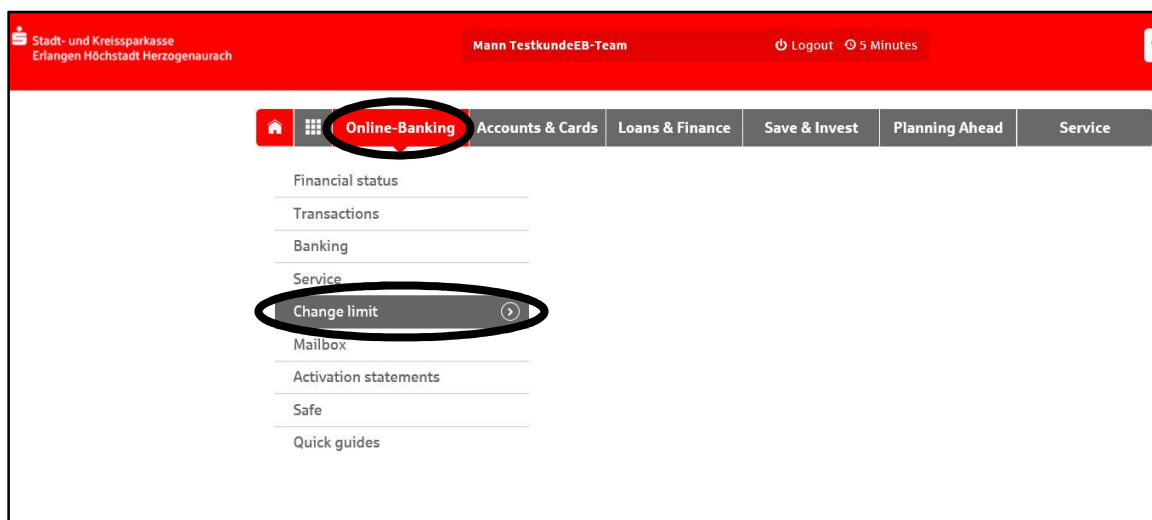 Stadt- und Kreissparkasse
Erlangen Höchstadt Herzogenaurach
Mann TestkundeEB-Team
Logout 5 Minutes
Online-Banking Accounts & Cards Loans & Finance Save & Invest Planning Ahead Service
Financial status
Transactions
Banking
Service
Change limit
Mailbox
Activation statements
Safe
Quick guides